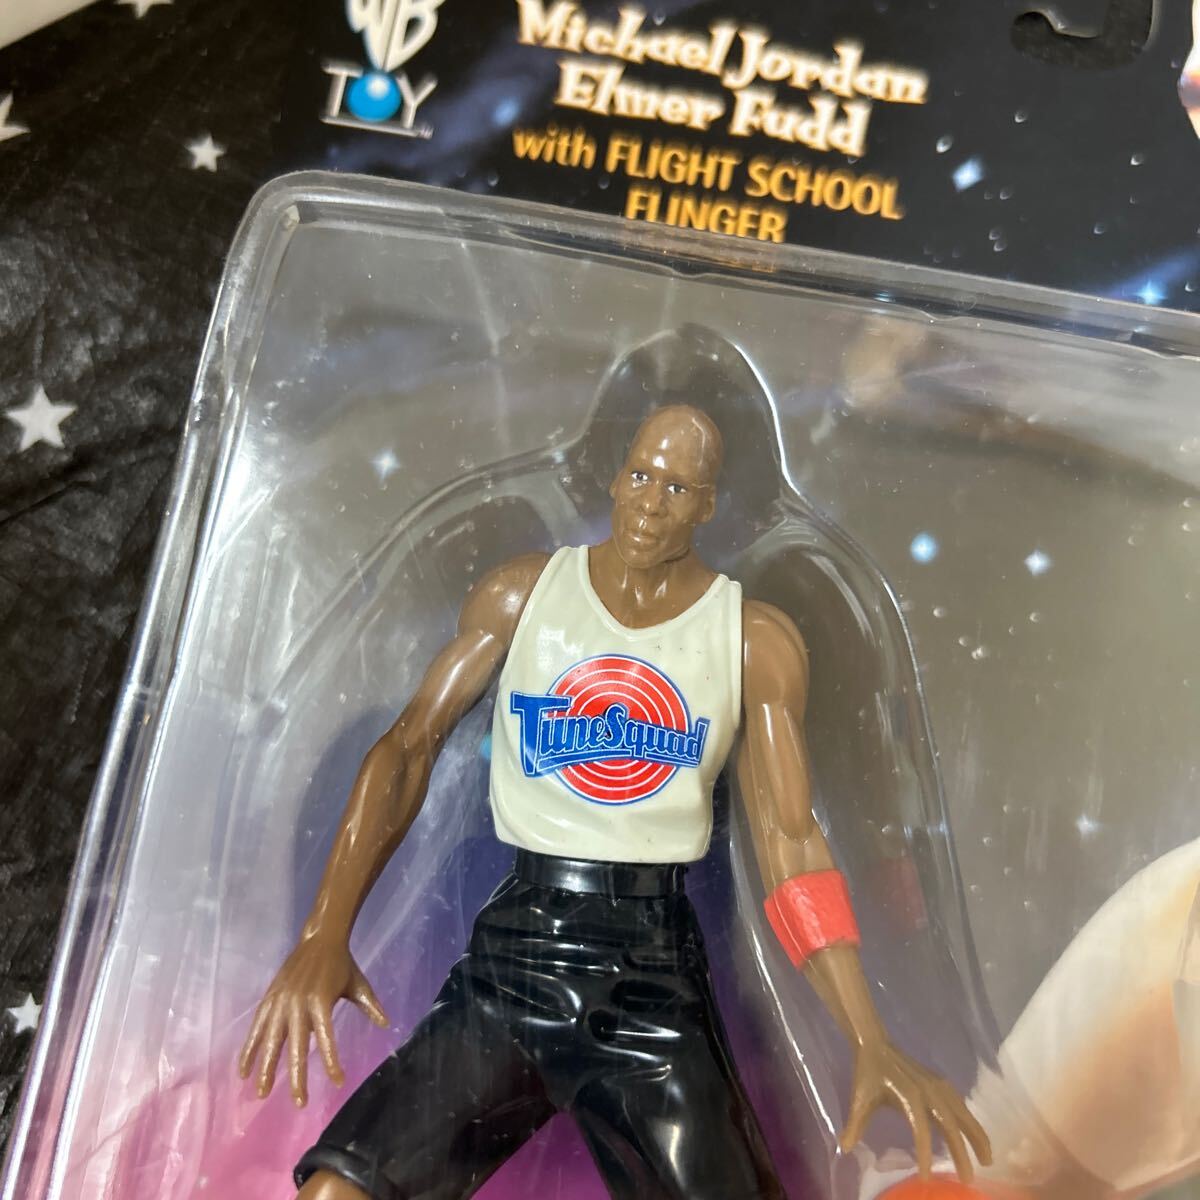 WB
TOY
Michael Jordan
Elmer Fudd
with FLIGHT SCHOOL
FLINGER
TuneSquad